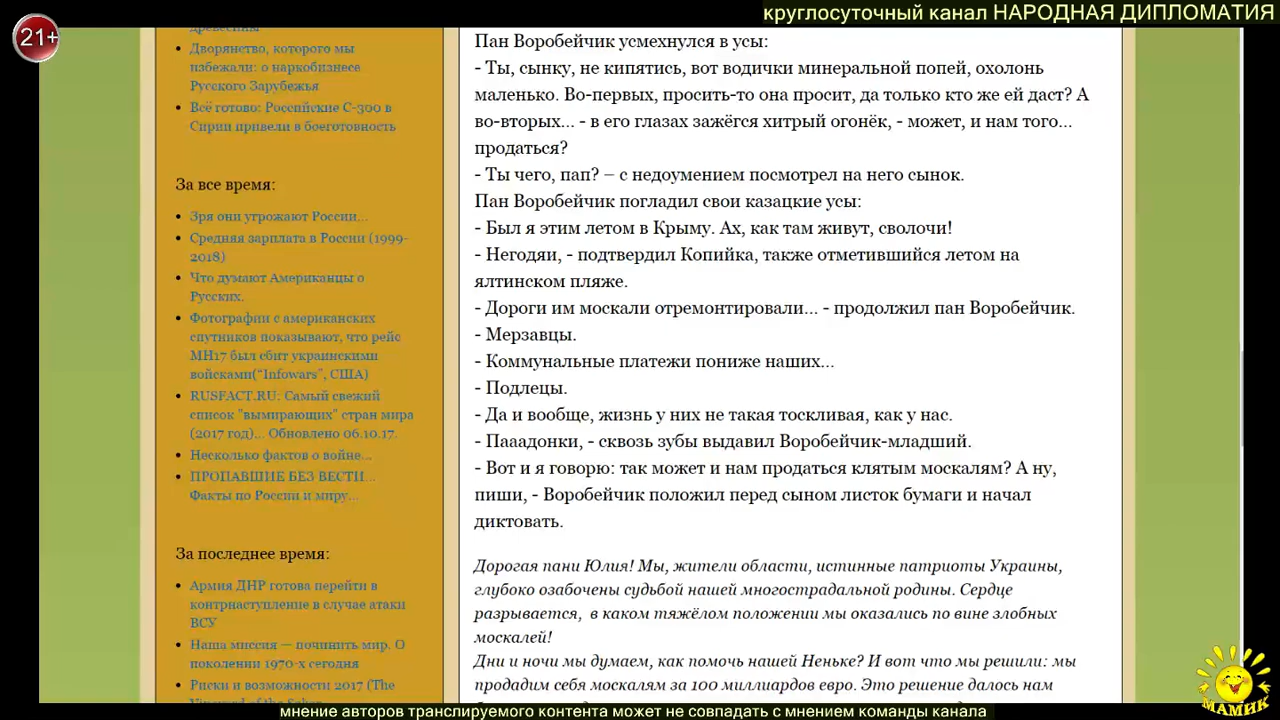 круглосуточный канал НАРОДНАЯ ДИПЛОМАТИЯ
21+
древесины
Дворянство, которого мы
избежали: о наркобизнесе
Русского Зарубежья
Всё готово: Российские С-300 в
Сирии привели в боеготовность
За все время:
Зря они угрожают России...
Средняя зарплата в России (1999-
2018)
Что думают Американцы о
Русских.
Фотографии с американских
спутников показывают, что рейс
МН17 был сбит украинскими
войсками("Infowars", США)
RUSFACT.RU: Самый свежий
список "вымирающих" стран мира
(2017 год)... Обновлено 06.10.17.
Несколько фактов о войне...
ПРОПАВШИЕ БЕЗ ВЕСТИ...
Факты по России и миру...
За последнее время:
Армия ДНР готова перейти в
контрнаступление в случае атаки
ВСУ
Наша миссия — починить мир. О
поколении 1970-х сегодня
Риски и возможности 2017 (The
Пан Воробейчик усмехнулся в усы:
- Ты, сынку, не кипятись, вот водички минеральной попей, охолонь
маленько. Во-первых, просить-то она просит, да только кто же ей даст? А
во-вторых... - в его глазах зажёгся хитрый огонёк, - может, и нам того...
продаться?
- Ты чего, пап? – с недоумением посмотрел на него сынок.
Пан Воробейчик погладил свои казацкие усы:
- Был я этим летом в Крыму. Ах, как там живут, сволочи!
- Негодяи, - подтвердил Копийка, также отметившийся летом на
ялтинском пляже.
- Дороги им москали отремонтировали... - продолжил пан Воробейчик.
- Мерзавцы.
- Коммунальные платежи пониже наших...
- Подлецы.
- Да и вообще, жизнь у них не такая тоскливая, как у нас.
- Пааадонки, - сквозь зубы выдавил Воробейчик-младший.
- Вот и я говорю: так может и нам продаться клятым москалям? А ну,
пиши, - Воробейчик положил перед сыном листок бумаги и начал
диктовать.
Дорогая пани Юлия! Мы, жители области, истинные патриоты Украины,
глубоко озабочены судьбой нашей многострадальной родины. Сердце
разрывается, в каком тяжёлом положении мы оказались по вине злобных
москалей!
Дни и ночи мы думаем, как помочь нашей Неньке? И вот что мы решили: мы
продадим себя москалям за 100 миллиардов евро. Это решение далось нам
МАМИК
мнение авторов транслируемого контента может не совпадать с мнением команды канала